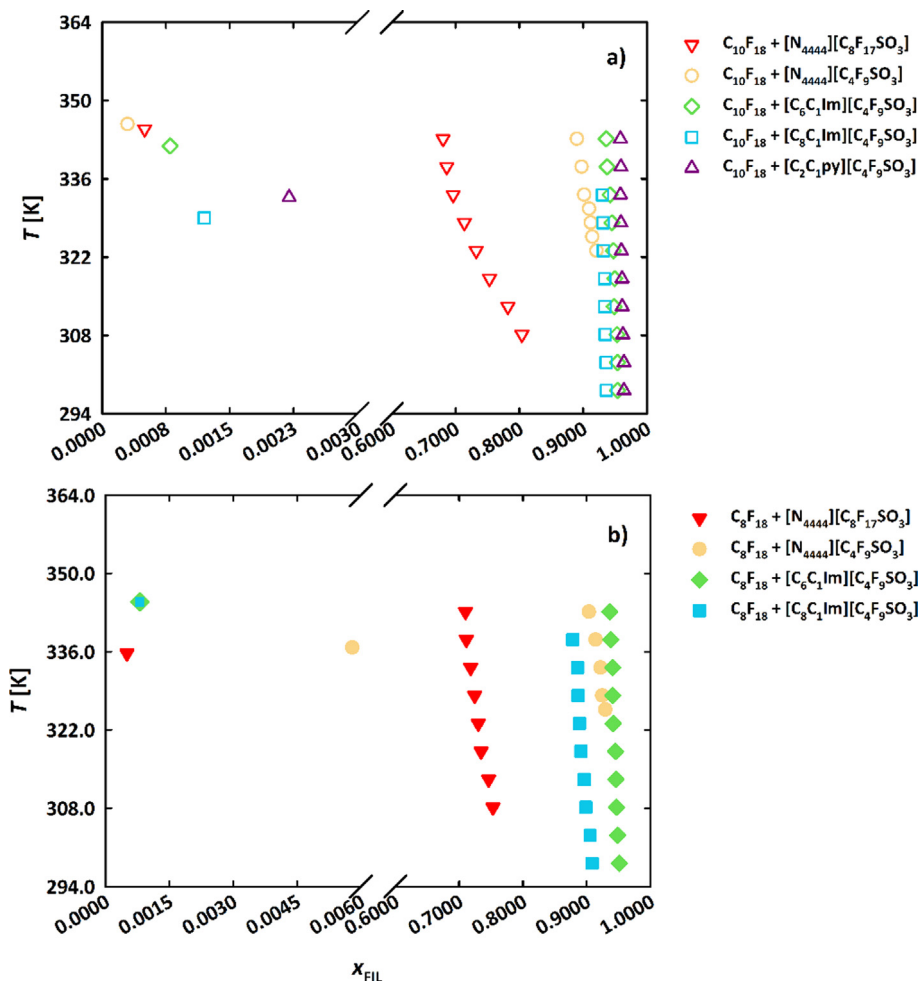 364
350
336
322
308
294
T [K]
a)
0.0000
0.0008
0.0015
0.0023
0.0030
0.6000
0.7000
0.8000
0.9000
1.0000
C₁₀F₁₈ + [N₄₄₄₄][C₈F₁₇SO₃]
C₁₀F₁₈ + [N₄₄₄₄][C₄F₉SO₃]
C₁₀F₁₈ + [C₆C₁Im][C₄F₉SO₃]
C₁₀F₁₈ + [C₈C₁Im][C₄F₉SO₃]
C₁₀F₁₈ + [C₂C₁py][C₄F₉SO₃]
364.0
350.0
336.0
322.0
308.0
294.0
T [K]
b)
0.0000
0.0015
0.0030
0.0045
0.0060
0.6000
0.7000
0.8000
0.9000
1.0000
x_FIL
C₈F₁₈ + [N₄₄₄₄][C₈F₁₇SO₃]
C₈F₁₈ + [N₄₄₄₄][C₄F₉SO₃]
C₈F₁₈ + [C₆C₁Im][C₄F₉SO₃]
C₈F₁₈ + [C₈C₁Im][C₄F₉SO₃]